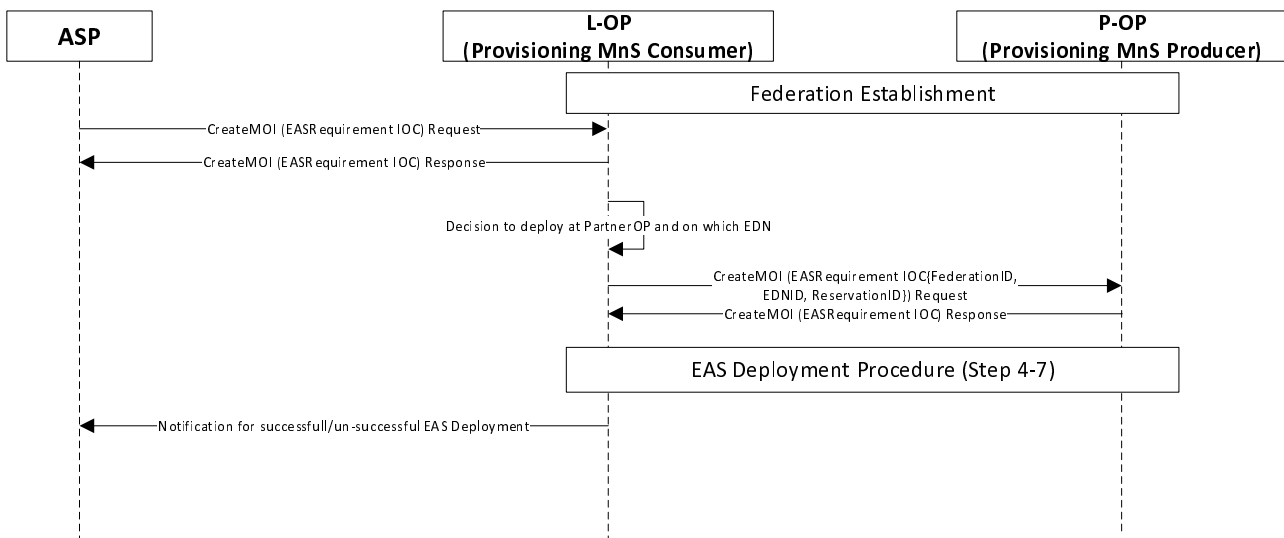 ASP
L-OP
(Provisioning MnS Consumer)
P-OP
(Provisioning MnS Producer)
Federation Establishment
CreateMOI (EASRequirement IOC) Request
CreateMOI (EASRequirement IOC) Response
Decision to deploy at PartnerOP and on which EDN
CreateMOI (EASRequirement IOC{FederationID,
EDNID, ReservationID}) Request
CreateMOI (EASRequirement IOC) Response
EAS Deployment Procedure (Step 4-7)
Notification for successfull/un-successful EAS Deployment